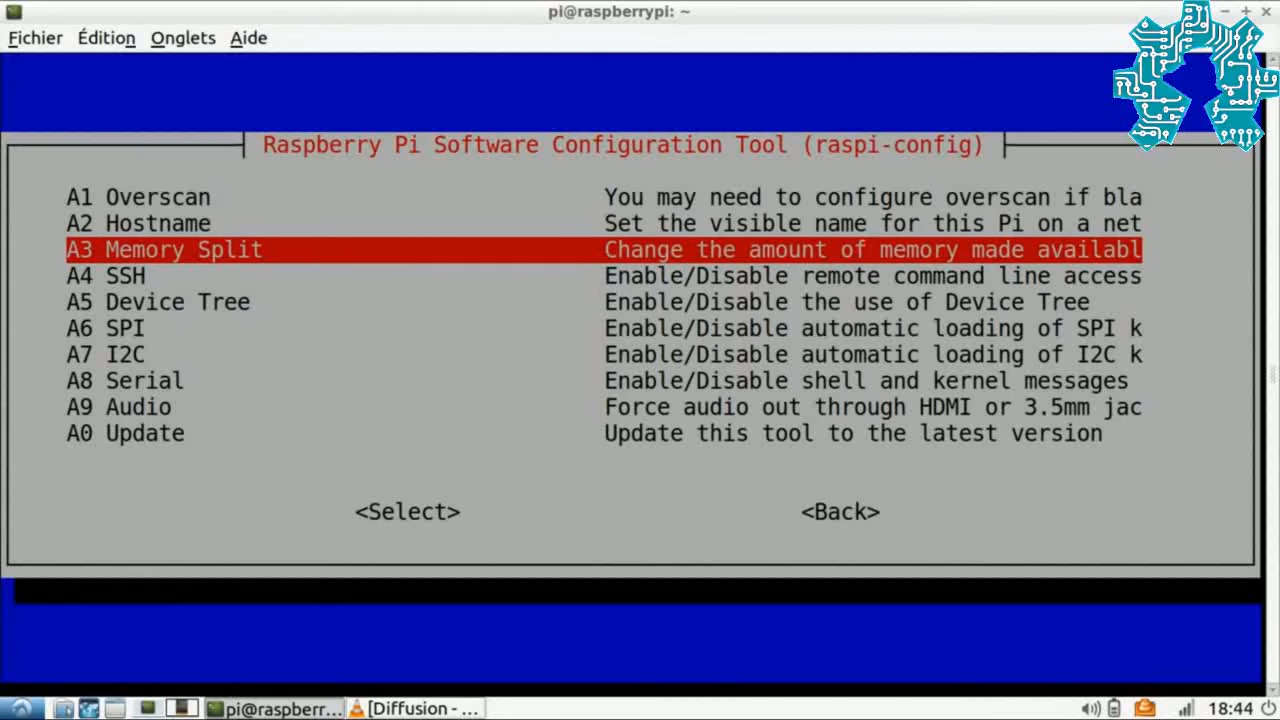 pi@raspberrypi: ~
Fichier Édition Onglets Aide
Raspberry Pi Software Configuration Tool (raspi-config)
A1 Overscan You may need to configure overscan if bla
A2 Hostname Set the visible name for this Pi on a net
A3 Memory Split Change the amount of memory made availabl
A4 SSH Enable/Disable remote command line access
A5 Device Tree Enable/Disable the use of Device Tree
A6 SPI Enable/Disable automatic loading of SPI k
A7 I2C Enable/Disable automatic loading of I2C k
A8 Serial Enable/Disable shell and kernel messages
A9 Audio Force audio out through HDMI or 3.5mm jac
A0 Update Update this tool to the latest version
<Select> <Back>
pi@raspberr... [Diffusion - ... 18:44